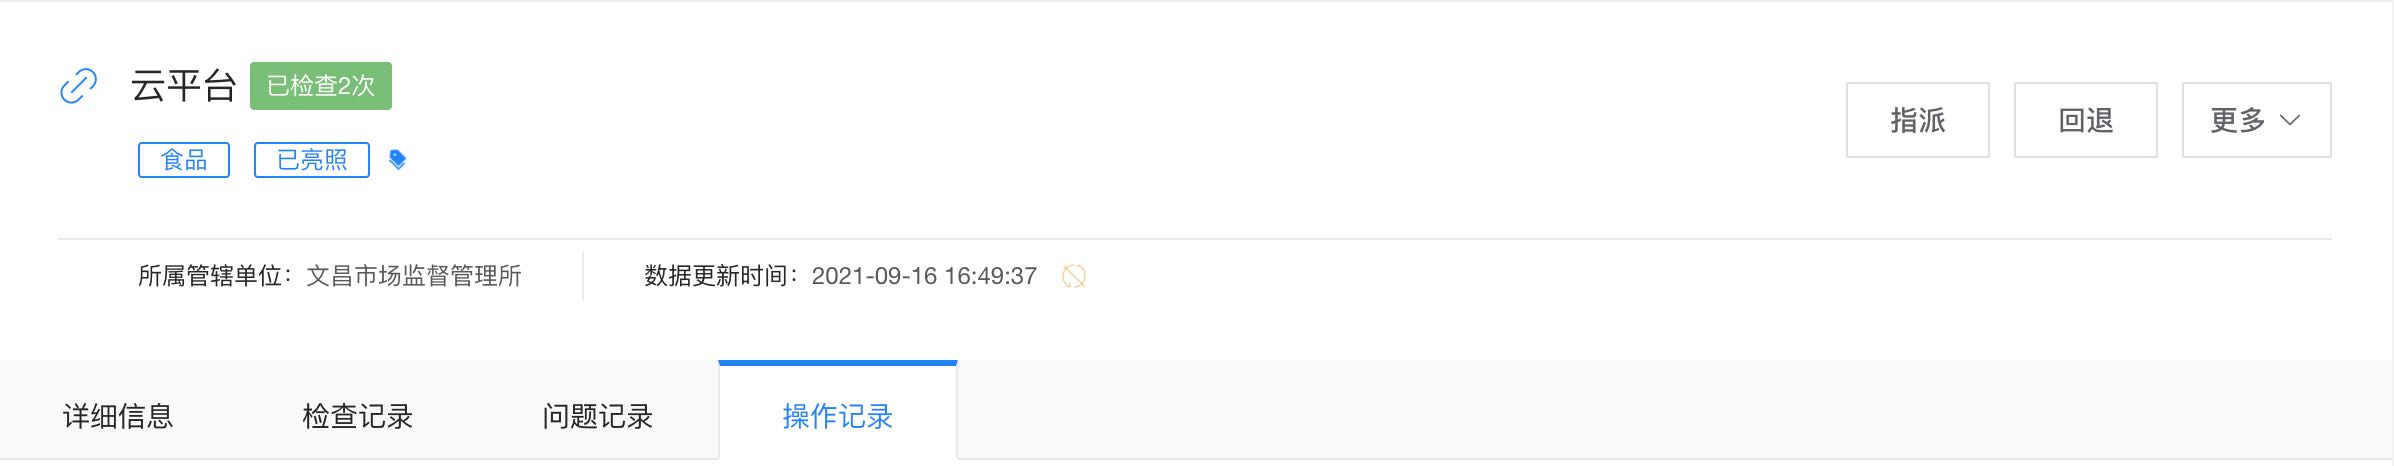 云平台 已检查2次
食品 已亮照
指派 回退 更多
所属管辖单位：文昌市场监督管理所 数据更新时间：2021-09-16 16:49:37
详细信息 检查记录 问题记录 操作记录